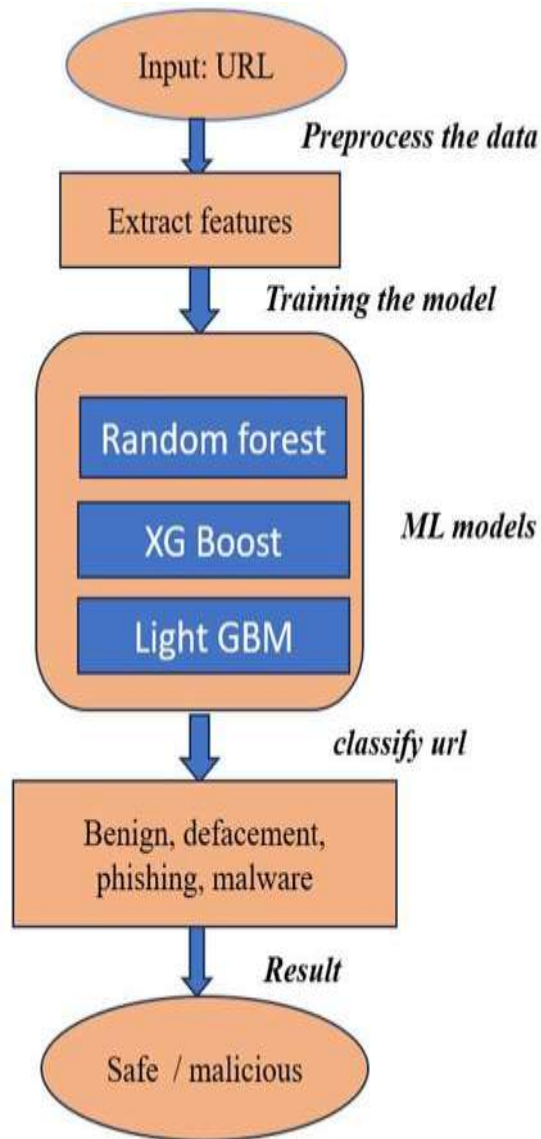 Input: URL
Preprocess the data
Extract features
Training the model
Random forest
XG Boost
ML models
Light GBM
classify url
Benign, defacement,
phishing, malware
Result
Safe / malicious